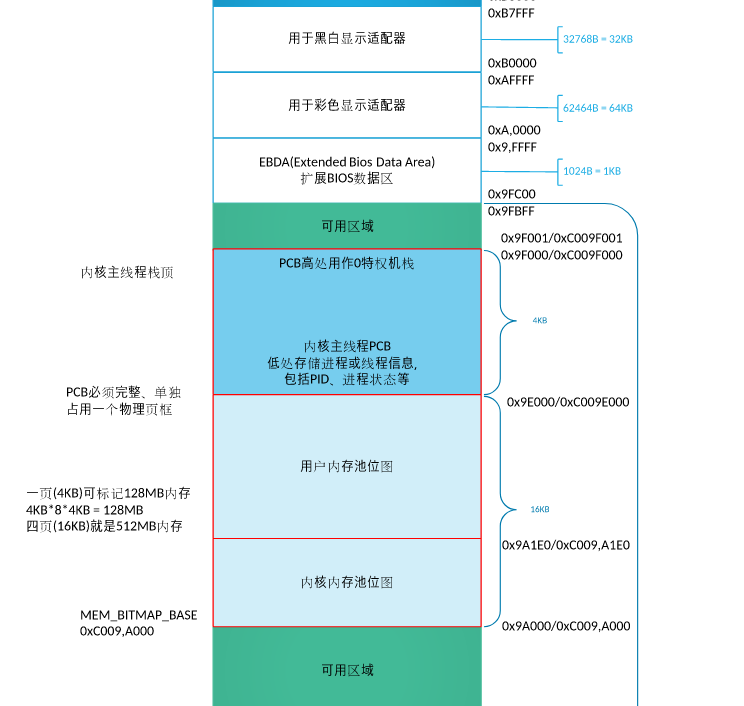 0xB7FFF
用于黑白显示适配器
32768B = 32KB
0xB0000
0xAFFFF
用于彩色显示适配器
62464B = 64KB
0xA,0000
0x9,FFFF
EBDA(Extended Bios Data Area)
扩展BIOS数据区
1024B = 1KB
0x9FC00
0x9FBFF
可用区域
0x9F001/0xC009F001
0x9F000/0xC009F000
PCB高处用作0特权机栈
内核主线程栈顶
4KB
内核主线程PCB
低处存储进程或线程信息,
包括PID、进程状态等
PCB必须完整、单独
占用一个物理页框
0x9E000/0xC009E000
用户内存池位图
一页(4KB)可标记128MB内存
4KB*8*4KB = 128MB
四页(16KB)就是512MB内存
16KB
0x9A1E0/0xC009,A1E0
内核内存池位图
MEM_BITMAP_BASE
0xC009,A000
0x9A000/0xC009,A000
可用区域